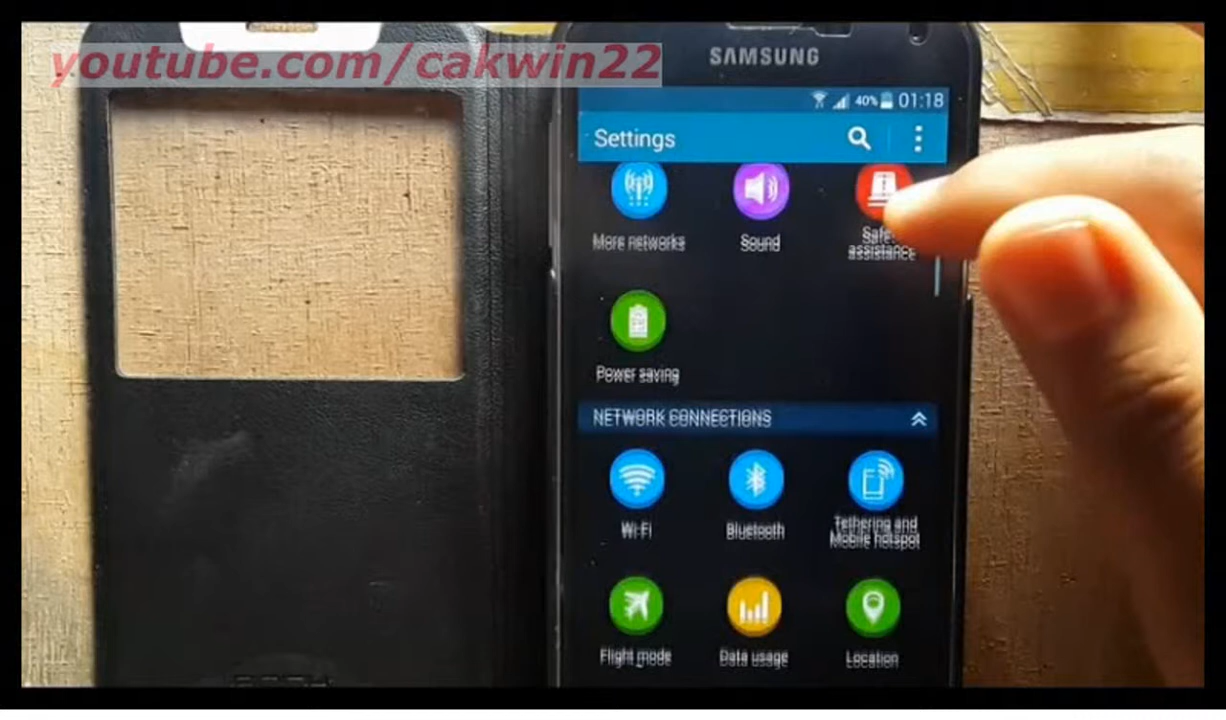 youtube.com/cakwin22
SAMSUNG
40% 01:18
Settings
More networks
Sound
assistance
Power saving
NETWORK CONNECTIONS
Wi-Fi
Bluetooth
Tethering and
Mobile hotspot
Flight mode
Data usage
Location